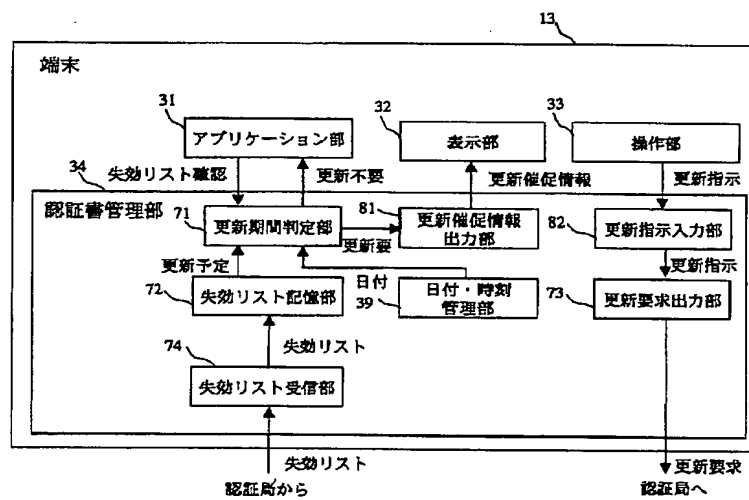 13
端末
31
アプリケーション部
32
表示部
33
操作部
失効リスト確認
更新不要
更新催促情報
更新指示
34
認証書管理部
71
更新期間判定部
更新要
81
更新催促情報
出力部
82
更新指示入力部
更新予定
日付
更新指示
72
失効リスト記憶部
39
日付・時刻
管理部
73
更新要求出力部
失効リスト
74
失効リスト受信部
失効リスト
認証局から
更新要求
認証局へ